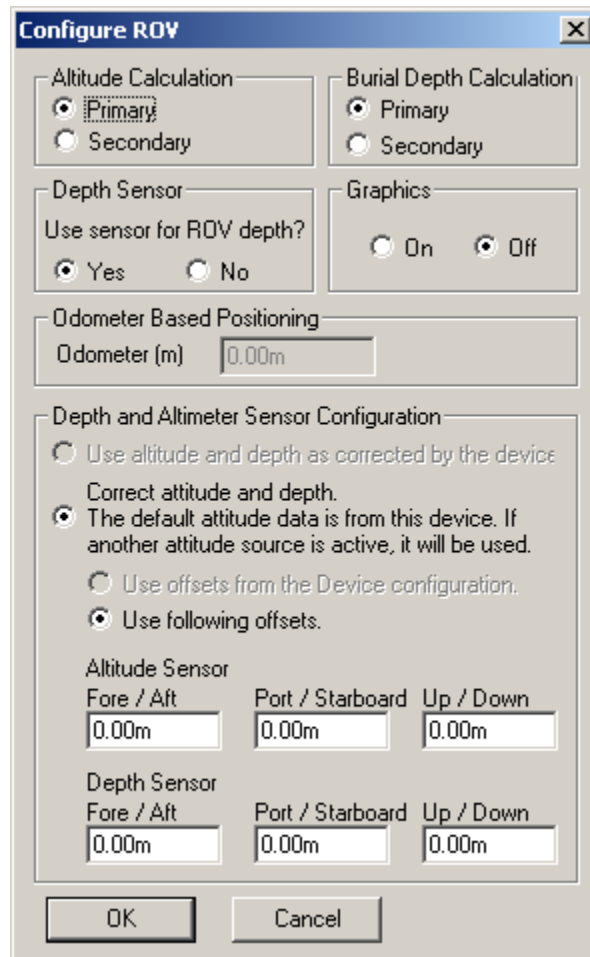 Configure ROV
Altitude Calculation
Primary
Secondary
Burial Depth Calculation
Primary
Secondary
Depth Sensor
Use sensor for ROV depth?
Yes No
Graphics
On Off
Odometer Based Positioning
Odometer (m) 0.00m
Depth and Altimeter Sensor Configuration
Use altitude and depth as corrected by the device
Correct attitude and depth.
The default attitude data is from this device. If
another attitude source is active, it will be used.
Use offsets from the Device configuration.
Use following offsets.
Altitude Sensor
Fore / Aft Port / Starboard Up / Down
0.00m 0.00m 0.00m
Depth Sensor
Fore / Aft Port / Starboard Up / Down
0.00m 0.00m 0.00m
OK Cancel